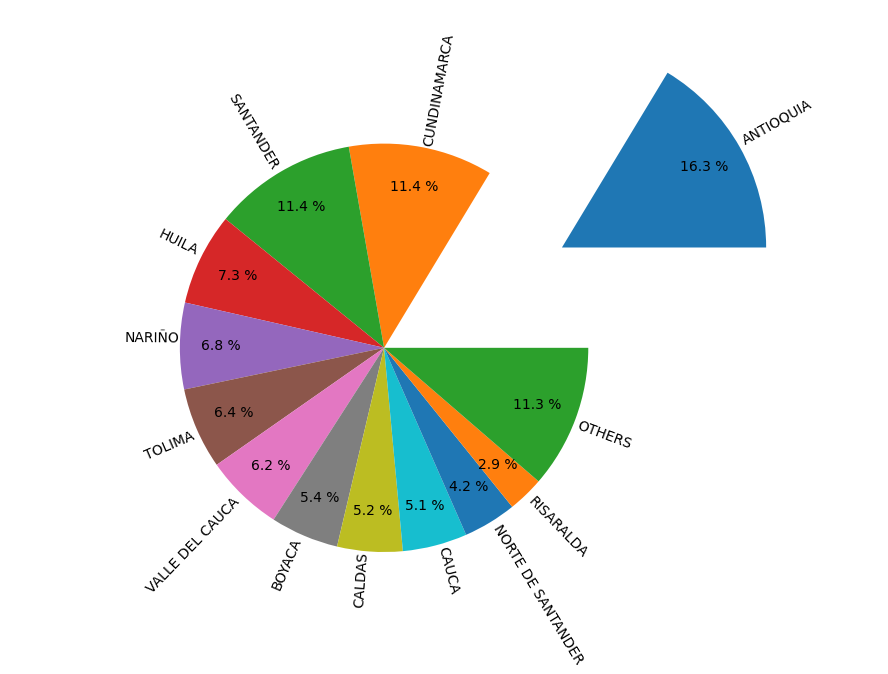 ANTIOQUIA
16.3 %
CUNDINAMARCA
11.4 %
SANTANDER
11.4 %
HUILA
7.3 %
NARIÑO
6.8 %
TOLIMA
6.4 %
VALLE DEL CAUCA
6.2 %
BOYACA
5.4 %
CALDAS
5.2 %
CAUCA
5.1 %
NORTE DE SANTANDER
4.2 %
RISARALDA
2.9 %
OTHERS
11.3 %